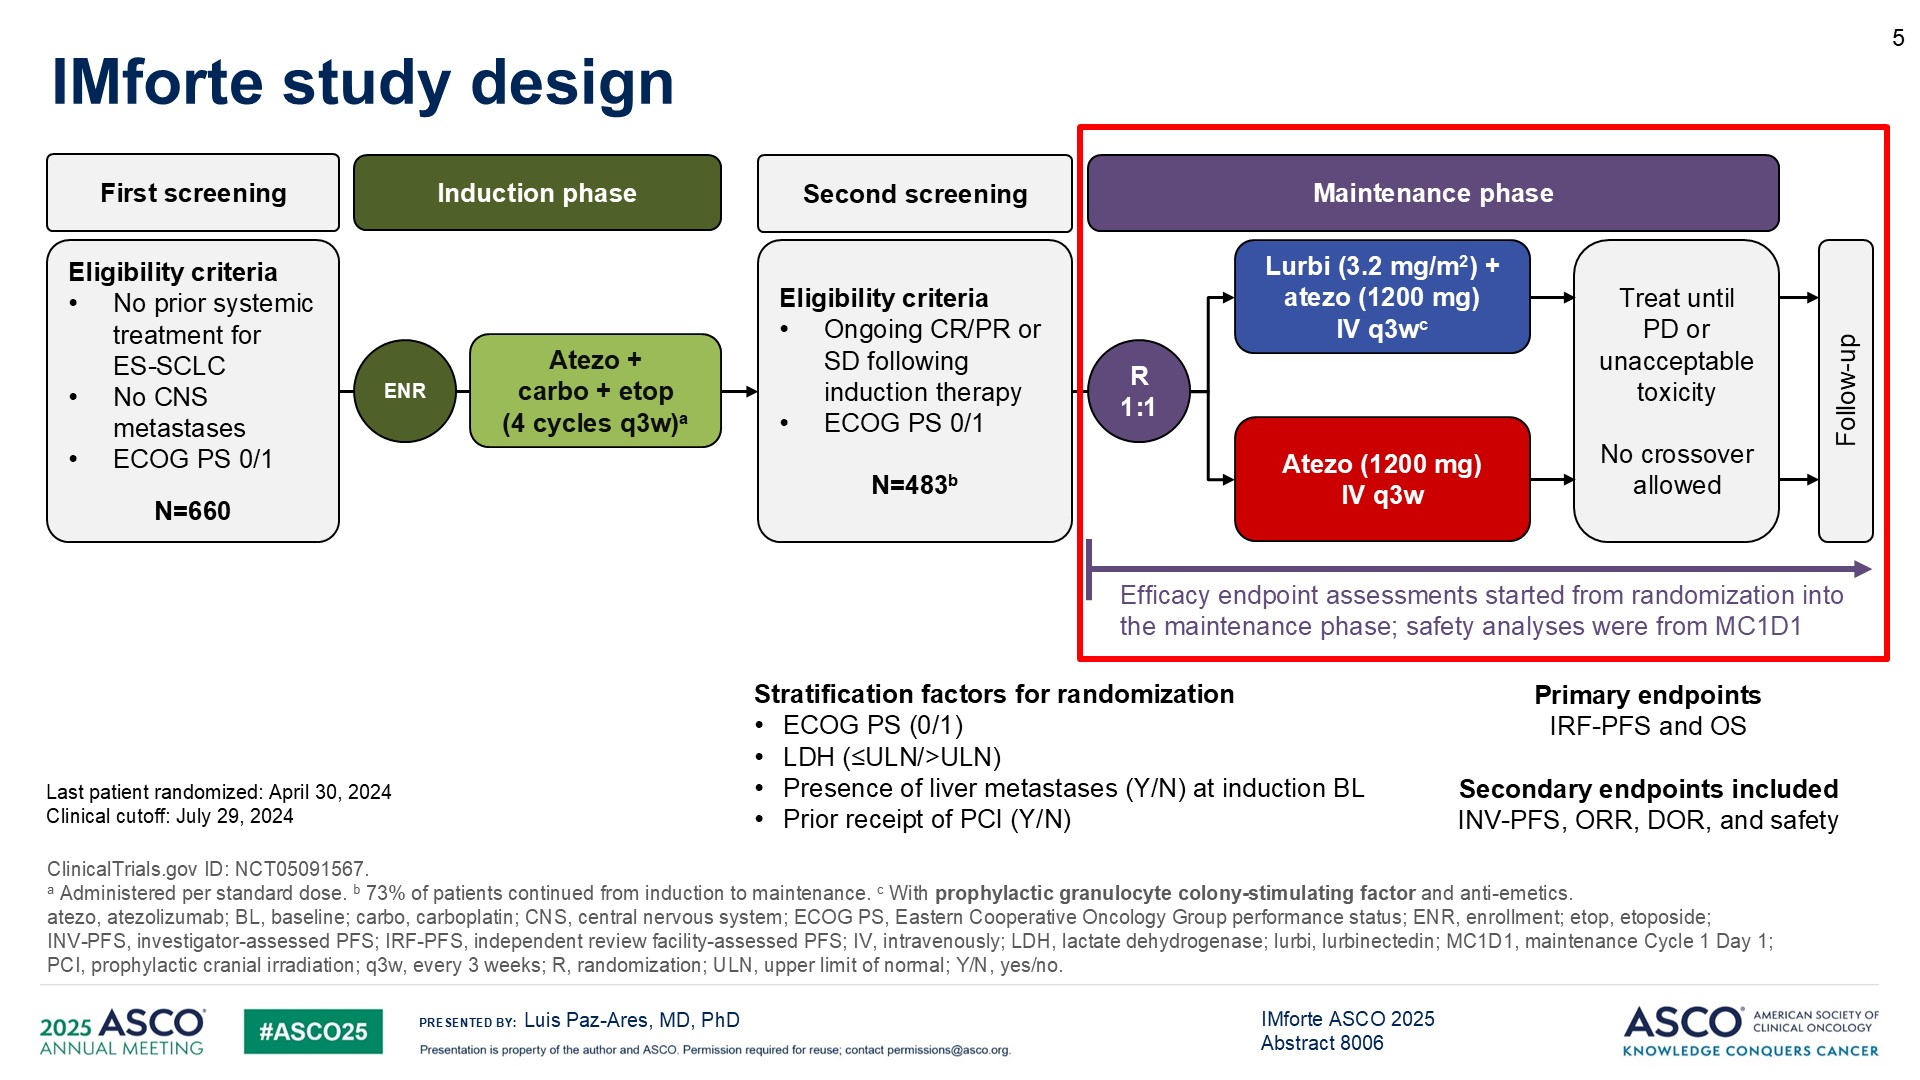 5
IMforte study design
First screening
Induction phase
Second screening
Maintenance phase
Eligibility criteria
• No prior systemic
treatment for
ES-SCLC
• No CNS
metastases
• ECOG PS 0/1
N=660
ENR
Atezo +
carbo + etop
(4 cycles q3w)ᵃ
Eligibility criteria
• Ongoing CR/PR or
SD following
induction therapy
• ECOG PS 0/1
N=483ᵇ
R
1:1
Lurbi (3.2 mg/m²) +
atezo (1200 mg)
IV q3wᶜ
Atezo (1200 mg)
IV q3w
Treat until
PD or
unacceptable
toxicity
No crossover
allowed
Follow-up
Efficacy endpoint assessments started from randomization into
the maintenance phase; safety analyses were from MC1D1
Stratification factors for randomization
• ECOG PS (0/1)
• LDH (≤ULN/>ULN)
• Presence of liver metastases (Y/N) at induction BL
• Prior receipt of PCI (Y/N)
Primary endpoints
IRF-PFS and OS
Secondary endpoints included
INV-PFS, ORR, DOR, and safety
Last patient randomized: April 30, 2024
Clinical cutoff: July 29, 2024
ClinicalTrials.gov ID: NCT05091567.
ᵃ Administered per standard dose. ᵇ 73% of patients continued from induction to maintenance. ᶜ With prophylactic granulocyte colony-stimulating factor and anti-emetics.
atezo, atezolizumab; BL, baseline; carbo, carboplatin; CNS, central nervous system; ECOG PS, Eastern Cooperative Oncology Group performance status; ENR, enrollment; etop, etoposide;
INV-PFS, investigator-assessed PFS; IRF-PFS, independent review facility-assessed PFS; IV, intravenously; LDH, lactate dehydrogenase; lurbi, lurbinectedin; MC1D1, maintenance Cycle 1 Day 1;
PCI, prophylactic cranial irradiation; q3w, every 3 weeks; R, randomization; ULN, upper limit of normal; Y/N, yes/no.
2025 ASCO®
ANNUAL MEETING
#ASCO25
PRESENTED BY: Luis Paz-Ares, MD, PhD
Presentation is property of the author and ASCO. Permission required for reuse; contact permissions@asco.org.
IMforte ASCO 2025
Abstract 8006
ASCO® AMERICAN SOCIETY OF
CLINICAL ONCOLOGY
KNOWLEDGE CONQUERS CANCER